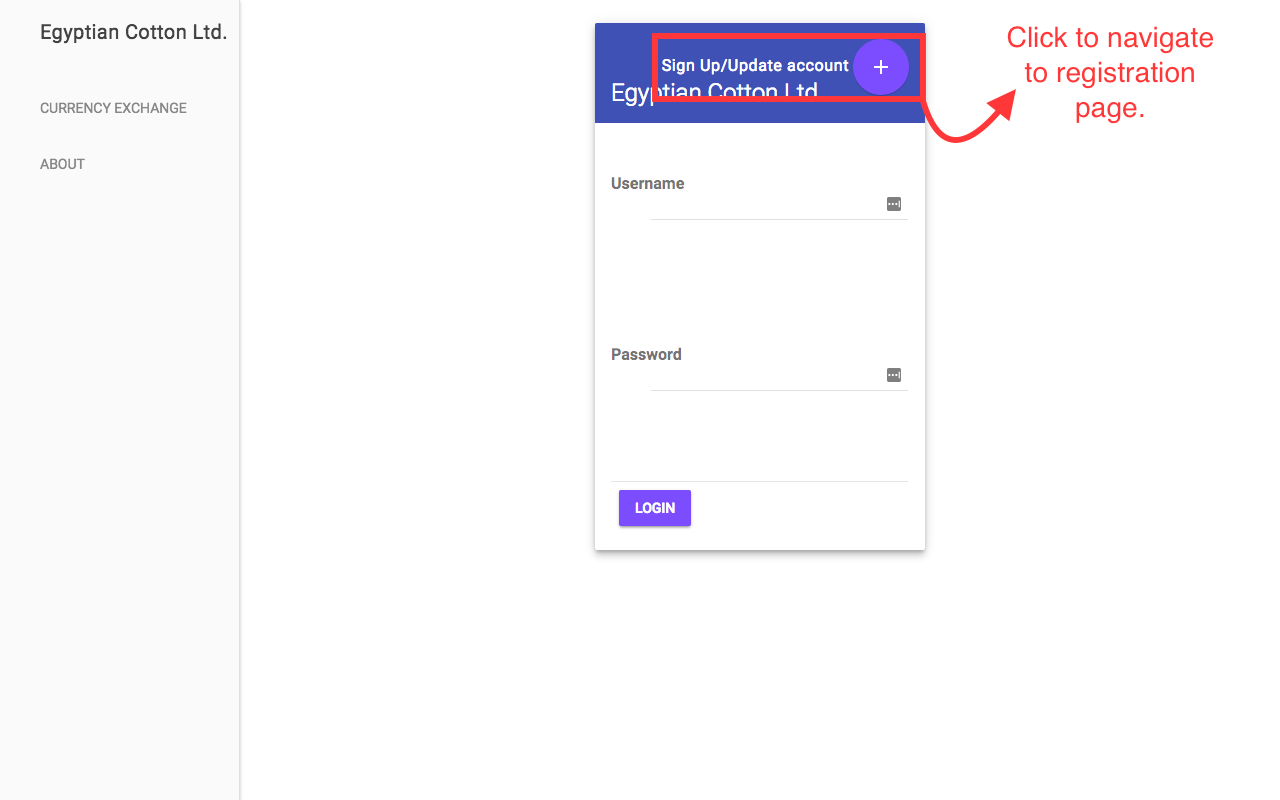 Egyptian Cotton Ltd.
CURRENCY EXCHANGE
ABOUT
Sign Up/Update account
Egyptian Cotton Ltd.
Username
Password
LOGIN
Click to navigate
to registration
page.